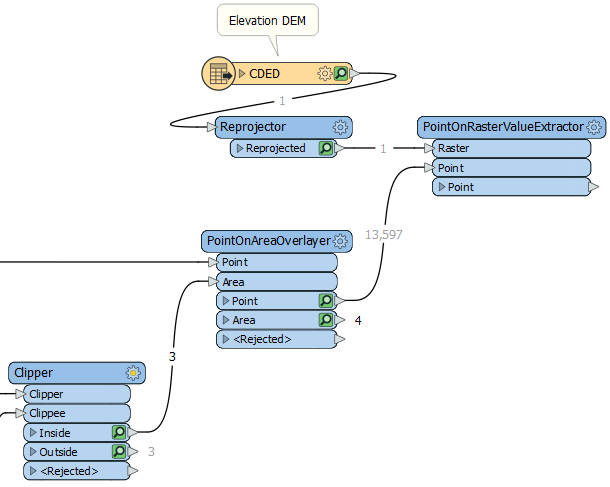 Elevation DEM
CDED
1
Reprojector
Reprojected
1
PointOnRasterValueExtractor
Raster
Point
Point
PointOnAreaOverlayer
13,597
Point
Area
Point
Area
4
<Rejected>
3
Clipper
Clipper
Clippee
Inside
Outside
3
<Rejected>